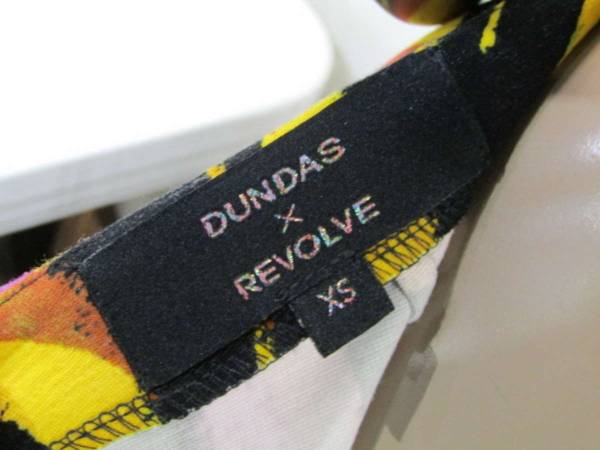 DUNDAS
X
REVOLVE
XS